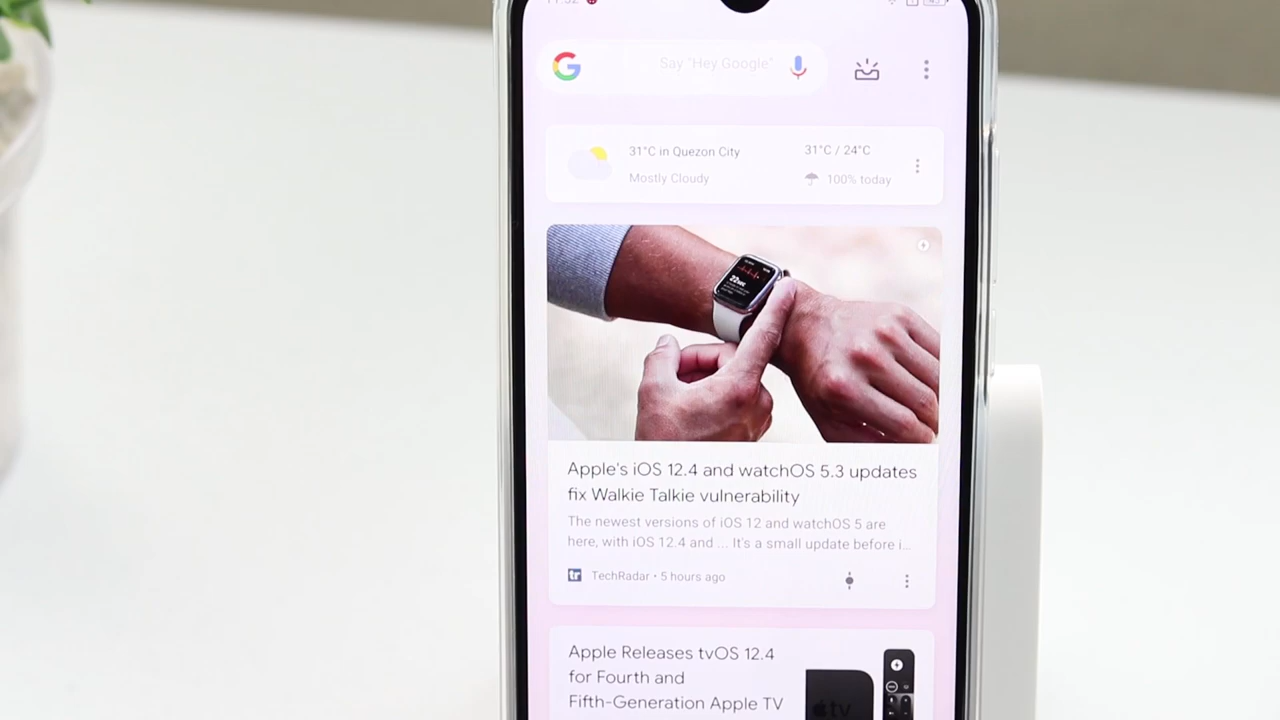 Say "Hey Google"
31°C in Quezon City
31°C / 24°C
Mostly Cloudy
100% today
Apple's iOS 12.4 and watchOS 5.3 updates
fix Walkie Talkie vulnerability
The newest versions of iOS 12 and watchOS 5 are
here, with iOS 12.4 and ... It's a small update before i...
tr
TechRadar • 5 hours ago
Apple Releases tvOS 12.4
for Fourth and
Fifth-Generation Apple TV
tv